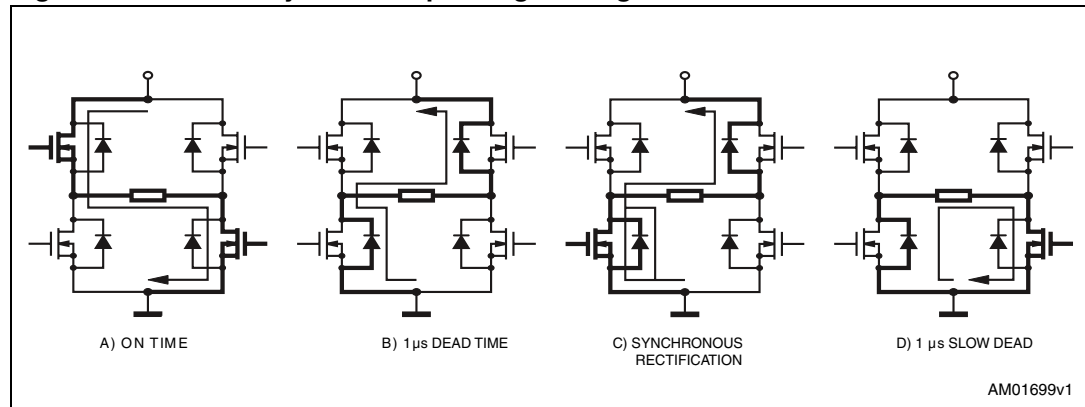 A) ON TIME
B) 1µs DEAD TIME
C) SYNCHRONOUS
RECTIFICATION
D) 1 µs SLOW DEAD
AM01699v1